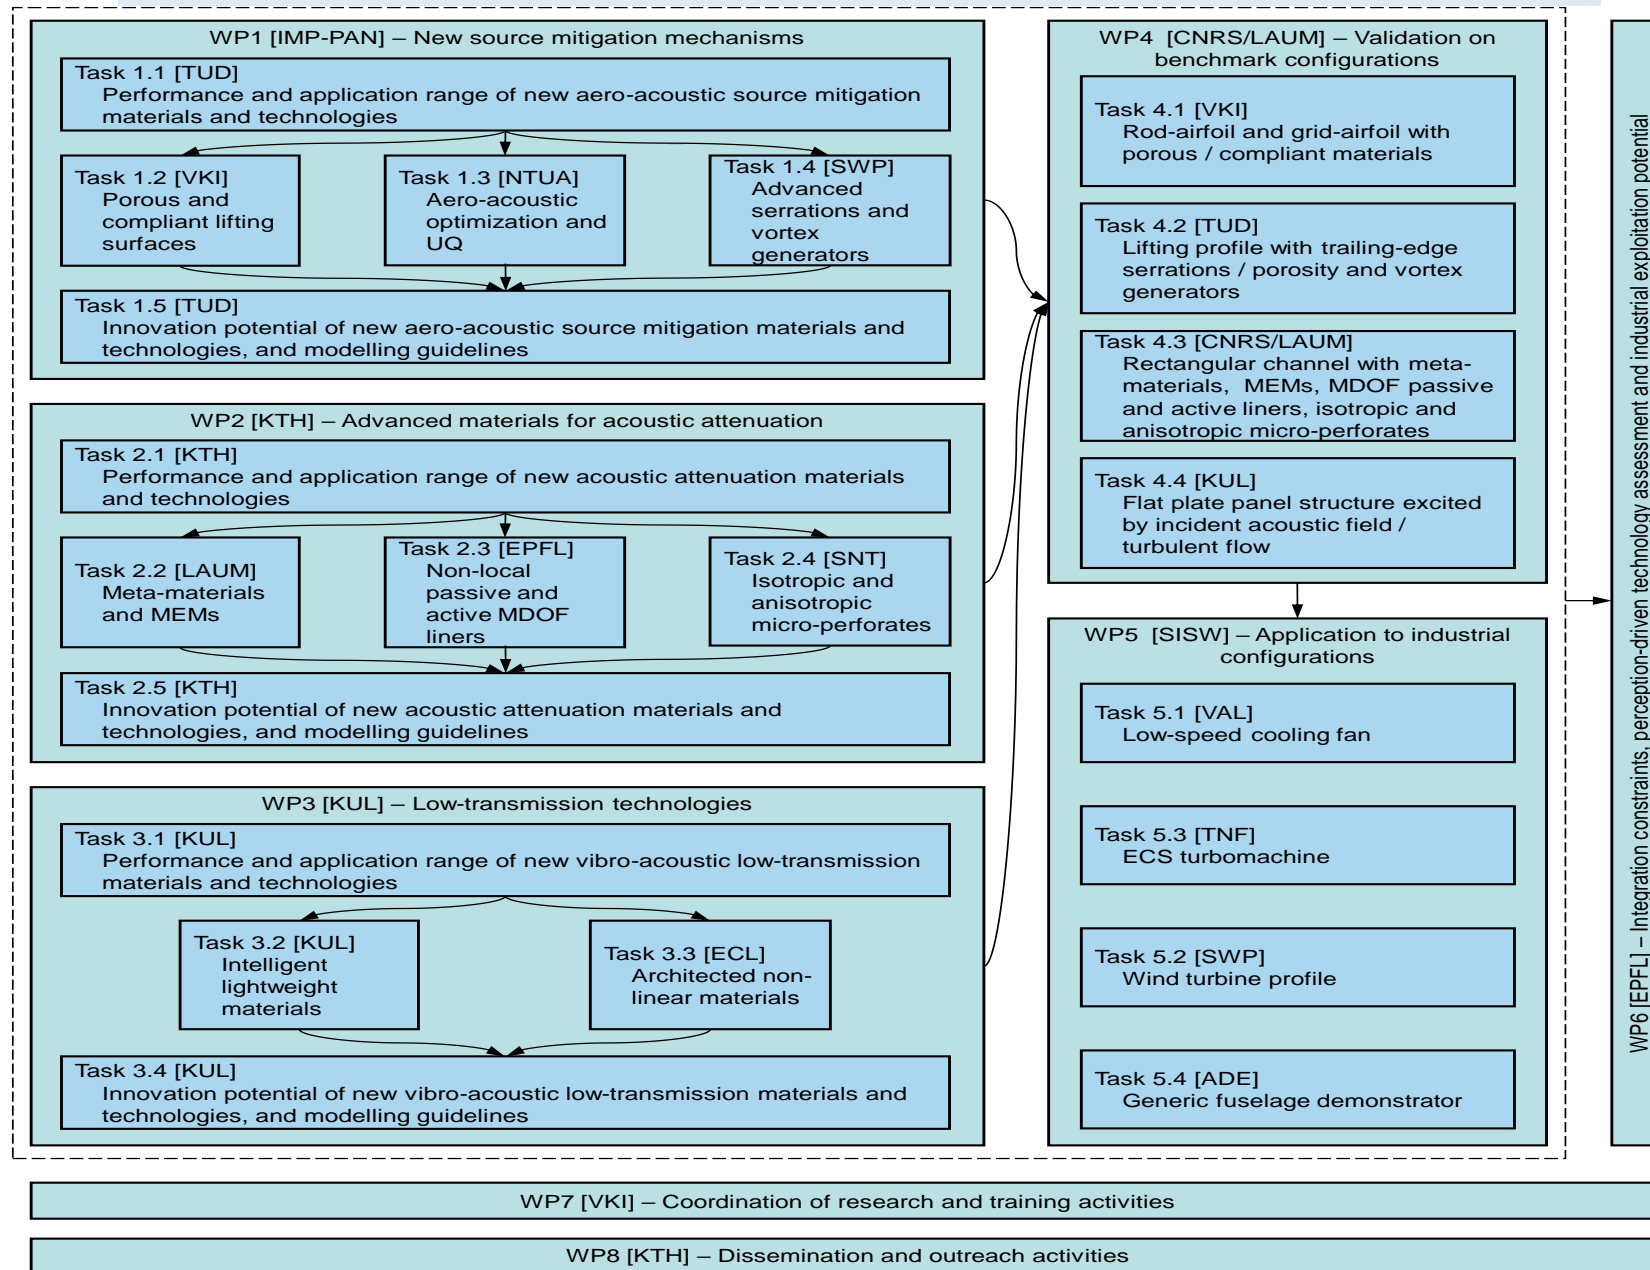 WP1 [IMP-PAN] – New source mitigation mechanisms
Task 1.1 [TUD]
Performance and application range of new aero-acoustic source mitigation
materials and technologies
Task 1.2 [VKI]
Porous and
compliant lifting
surfaces
Task 1.3 [NTUA]
Aero-acoustic
optimization and
UQ
Task 1.4 [SWP]
Advanced
serrations and
vortex
generators
Task 1.5 [TUD]
Innovation potential of new aero-acoustic source mitigation materials and
technologies, and modelling guidelines
WP2 [KTH] – Advanced materials for acoustic attenuation
Task 2.1 [KTH]
Performance and application range of new acoustic attenuation materials
and technologies
Task 2.2 [LAUM]
Meta-materials
and MEMs
Task 2.3 [EPFL]
Non-local
passive and
active MDOF
liners
Task 2.4 [SNT]
Isotropic and
anisotropic
micro-perforates
Task 2.5 [KTH]
Innovation potential of new acoustic attenuation materials and
technologies, and modelling guidelines
WP3 [KUL] – Low-transmission technologies
Task 3.1 [KUL]
Performance and application range of new vibro-acoustic low-transmission
materials and technologies
Task 3.2 [KUL]
Intelligent
lightweight
materials
Task 3.3 [ECL]
Architected non-
linear materials
Task 3.4 [KUL]
Innovation potential of new vibro-acoustic low-transmission materials and
technologies, and modelling guidelines
WP4 [CNRS/LAUM] – Validation on
benchmark configurations
Task 4.1 [VKI]
Rod-airfoil and grid-airfoil with
porous / compliant materials
Task 4.2 [TUD]
Lifting profile with trailing-edge
serrations / porosity and vortex
generators
Task 4.3 [CNRS/LAUM]
Rectangular channel with meta-
materials, MEMs, MDOF passive
and active liners, isotropic and
anisotropic micro-perforates
Task 4.4 [KUL]
Flat plate panel structure excited
by incident acoustic field /
turbulent flow
WP5 [SISW] – Application to industrial
configurations
Task 5.1 [VAL]
Low-speed cooling fan
Task 5.3 [TNF]
ECS turbomachine
Task 5.2 [SWP]
Wind turbine profile
Task 5.4 [ADE]
Generic fuselage demonstrator
WP6 [EPFL] – Integration constraints, perception-driven technology assessment and industrial exploitation potential
WP7 [VKI] – Coordination of research and training activities
WP8 [KTH] – Dissemination and outreach activities